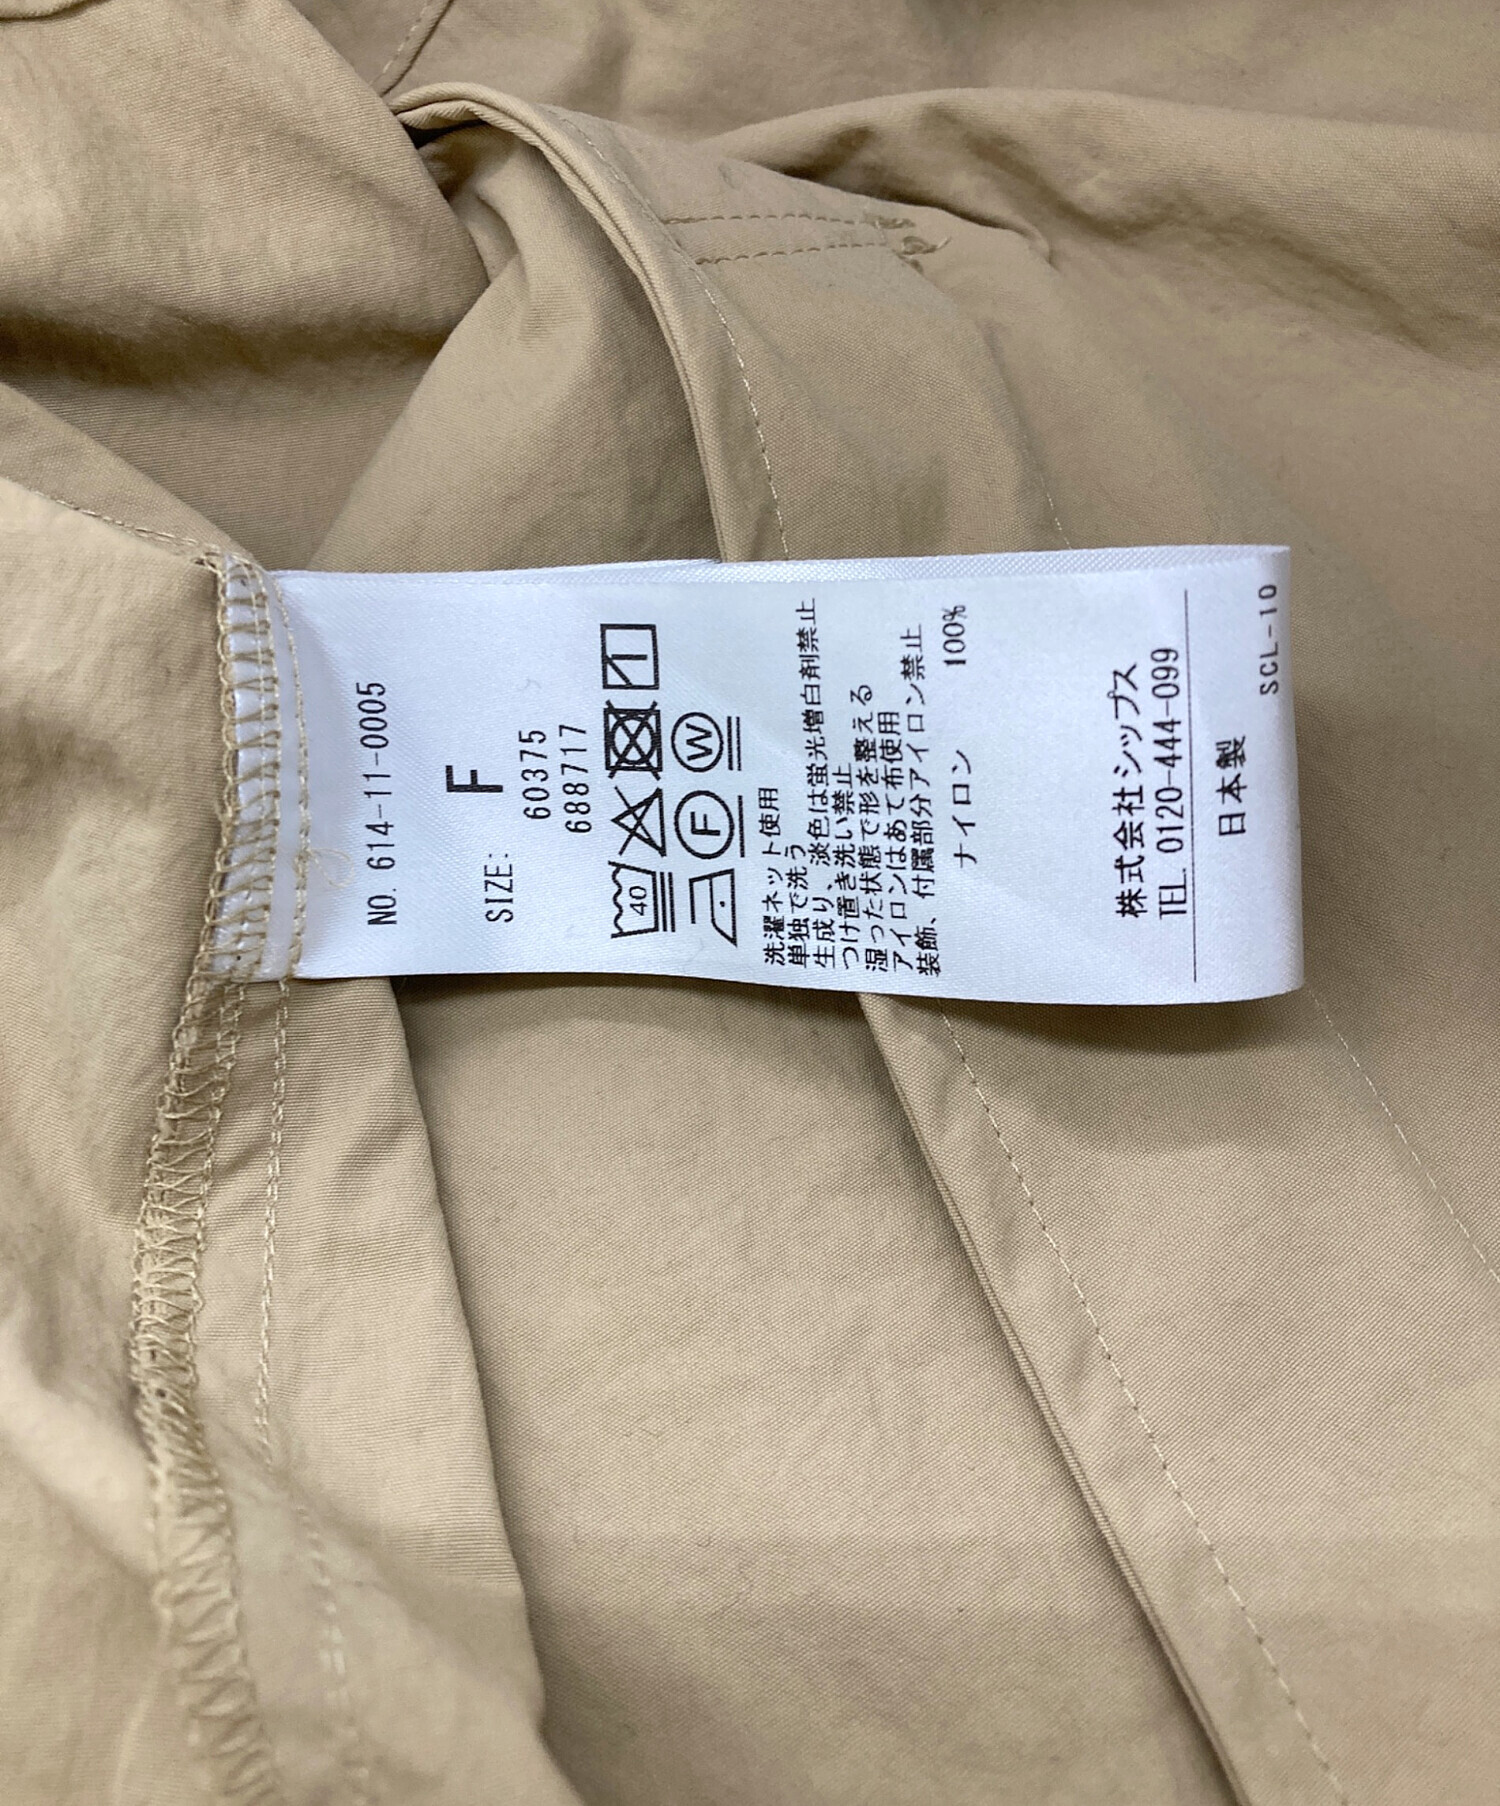 NO. 614-11-0005
SIZE: F
60375
688717
40
F
W
洗濯ネット使用
単独で洗う
生成り、淡色は蛍光増白剤禁止
つけ置き洗い禁止
湿った状態で形を整える
アイロンはあて布使用
装飾、付属部分アイロン禁止
ナイロン 100%
株式会社シップス
TEL. 0120-444-099
日本製
SCL-10